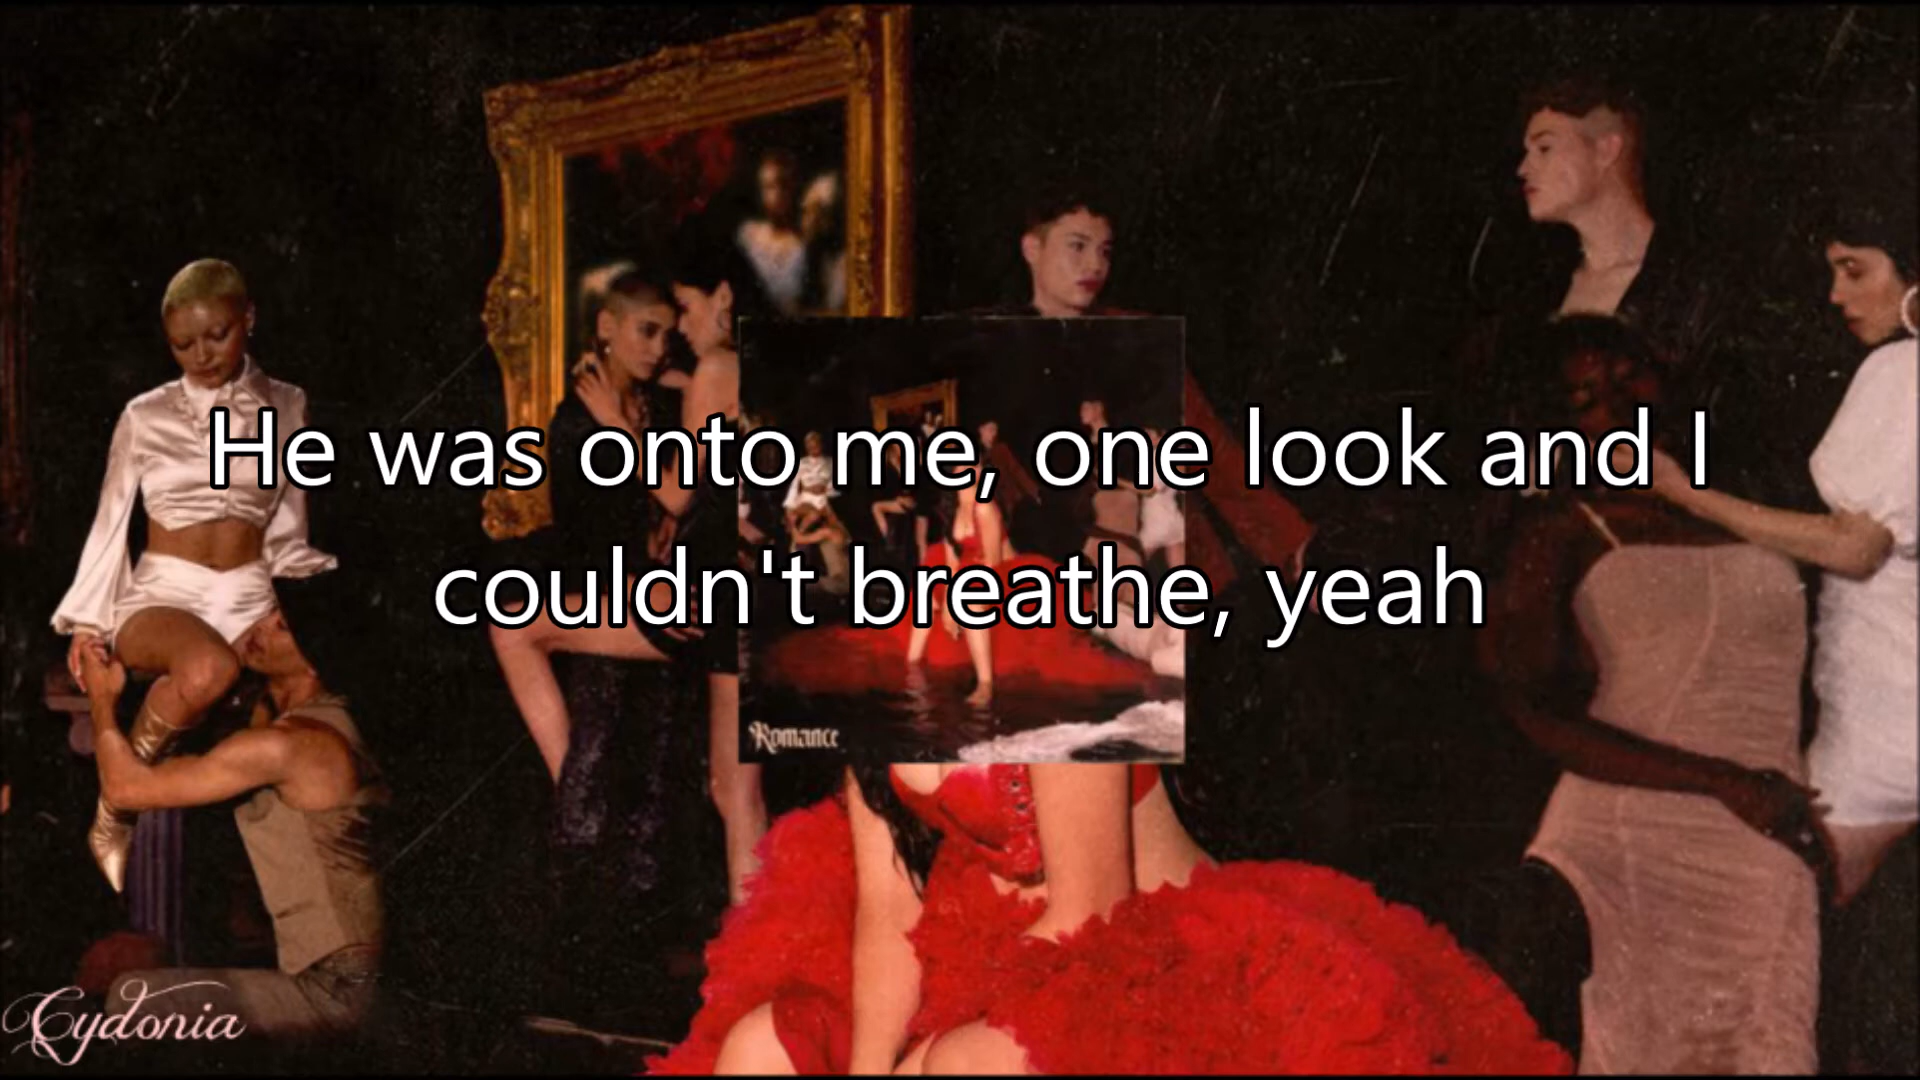 He was onto me, one look and I
couldn't breathe, yeah
Romance
Cydonia